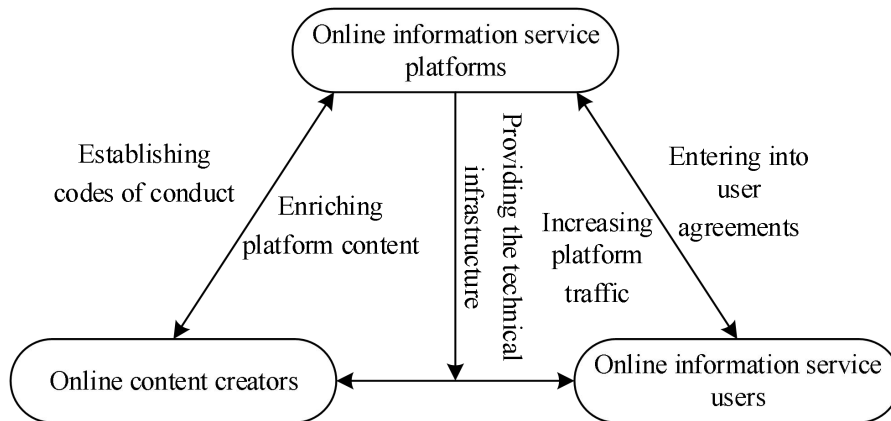 Online information service
platforms
Establishing
codes of conduct
Enriching
platform content
Providing the technical
infrastructure
Increasing
platform
traffic
Entering into
user
agreements
Online content creators
Online information service
users